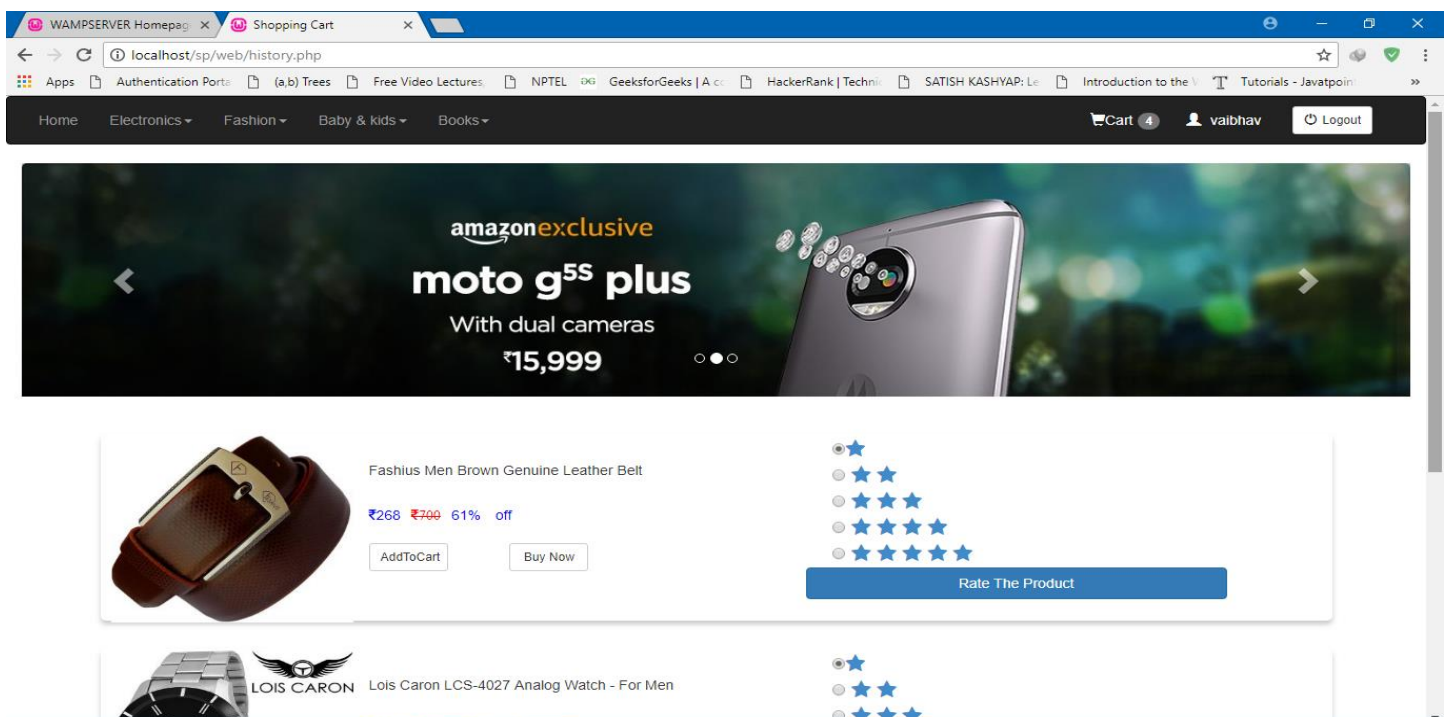 WAMPSERVER Homepag
Shopping Cart
localhost/sp/web/history.php
Apps Authentication Porta (a,b) Trees Free Video Lectures, NPTEL GeeksforGeeks | A co HackerRank | Techni SATISH KASHYAP: Le Introduction to the Tutorials - Javatpoin »
Home Electronics Fashion Baby & kids Books Cart 4 vaibhav Logout
amazonexclusive
moto g5S plus
With dual cameras
₹15,999
Fashius Men Brown Genuine Leather Belt
₹268 ₹700 61% off
AddToCart Buy Now
Rate The Product
LOIS CARON
Lois Caron LCS-4027 Analog Watch - For Men